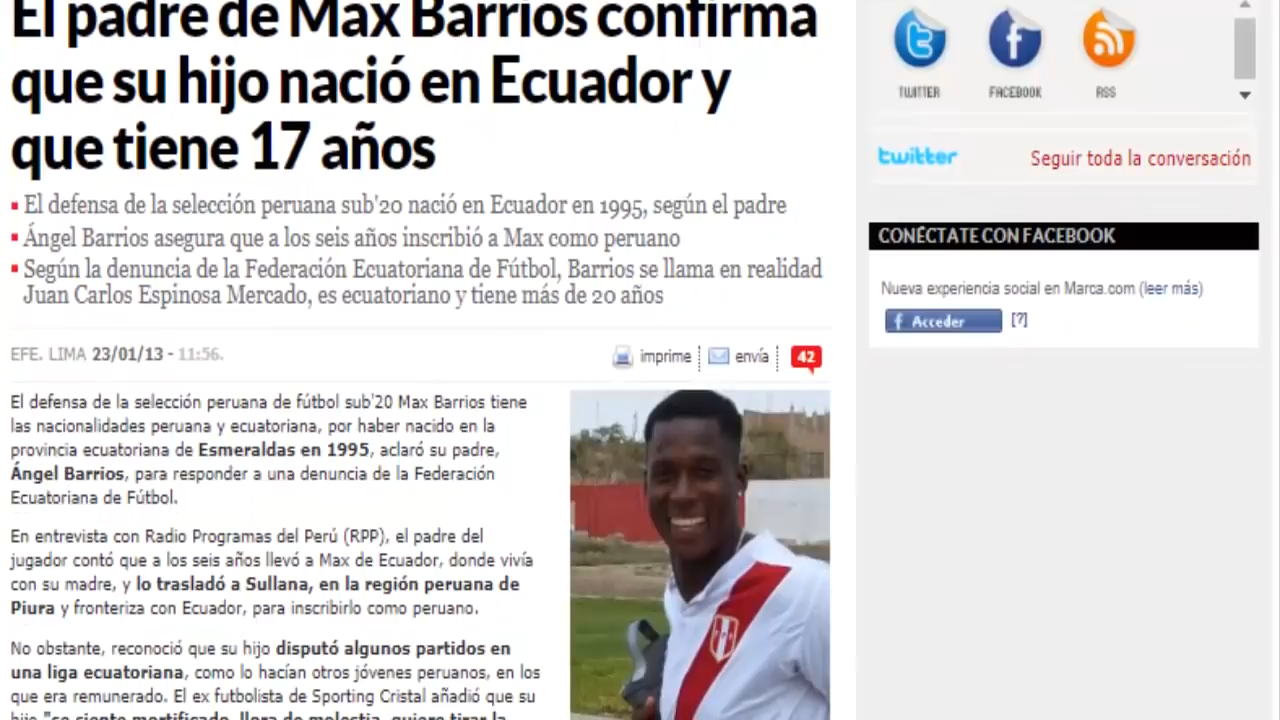 El padre de Max Barrios confirma
que su hijo nació en Ecuador y
que tiene 17 años
El defensa de la selección peruana sub'20 nació en Ecuador en 1995, según el padre
Ángel Barrios asegura que a los seis años inscribió a Max como peruano
Según la denuncia de la Federación Ecuatoriana de Fútbol, Barrios se llama en realidad
Juan Carlos Espinosa Mercado, es ecuatoriano y tiene más de 20 años
EFE. LIMA 23/01/13 - 11:56.
imprime envía 42
El defensa de la selección peruana de fútbol sub'20 Max Barrios tiene
las nacionalidades peruana y ecuatoriana, por haber nacido en la
provincia ecuatoriana de Esmeraldas en 1995, aclaró su padre,
Ángel Barrios, para responder a una denuncia de la Federación
Ecuatoriana de Fútbol.
En entrevista con Radio Programas del Perú (RPP), el padre del
jugador contó que a los seis años llevó a Max de Ecuador, donde vivía
con su madre, y lo trasladó a Sullana, en la región peruana de
Piura y fronteriza con Ecuador, para inscribirlo como peruano.
No obstante, reconoció que su hijo disputó algunos partidos en
una liga ecuatoriana, como lo hacían otros jóvenes peruanos, en los
que era remunerado. El ex futbolista de Sporting Cristal añadió que su
hijo "se siente mortificado, llora de molestia, quiere tirar la
TWITTER FACEBOOK RSS
twitter Seguir toda la conversación
CONÉCTATE CON FACEBOOK
Nueva experiencia social en Marca.com (leer más)
f Acceder [?]